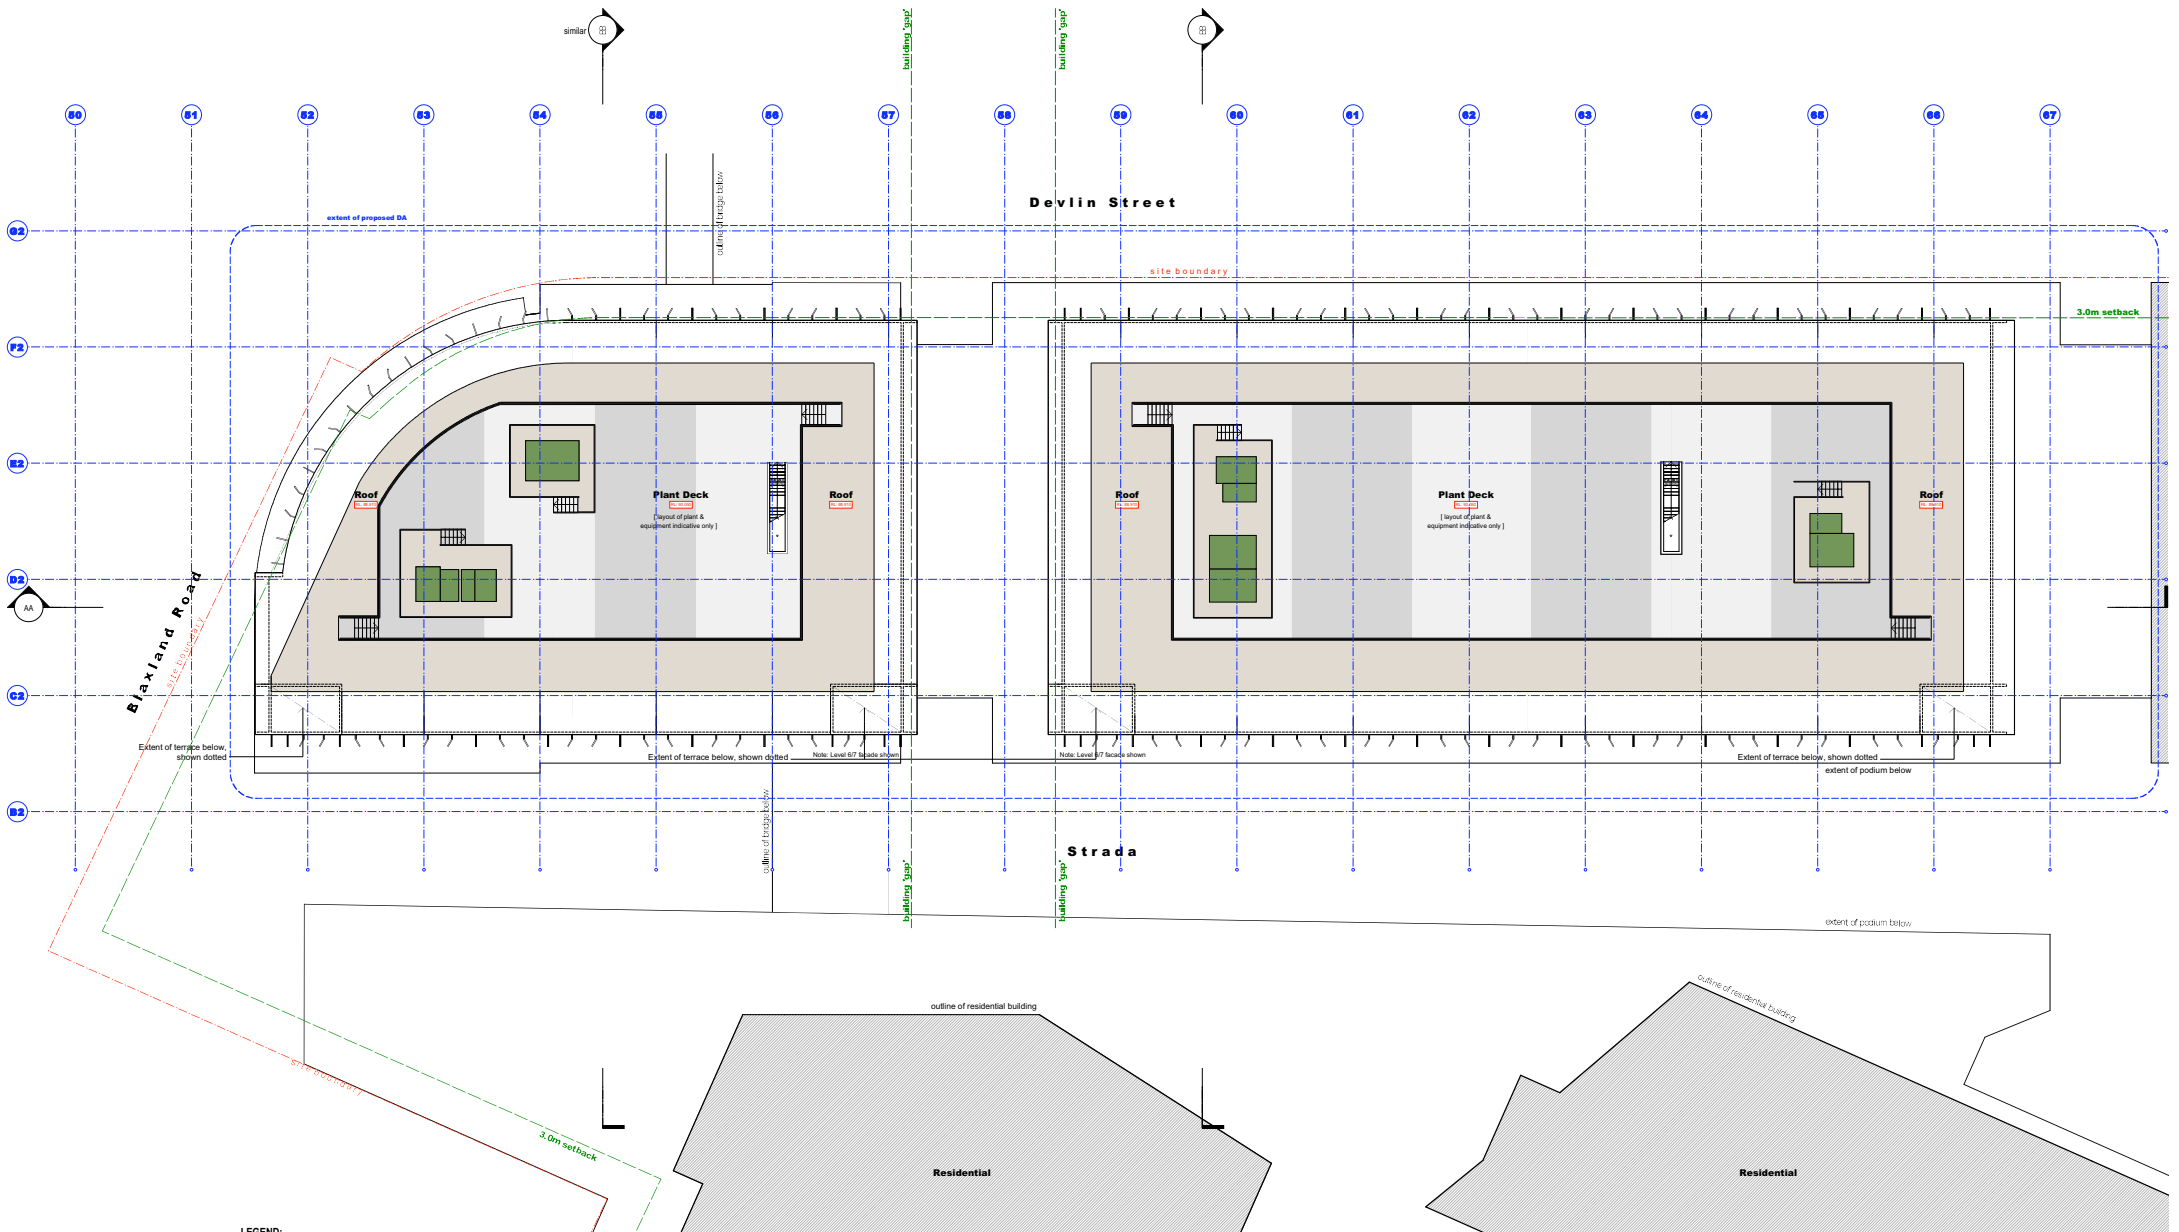 similar
building 'gap'
building 'gap'
50
51
52
53
54
55
56
57
58
59
60
61
62
63
64
65
66
67
outline of bridge below
Devlin Street
extent of proposed DA
G2
site boundary
3.0m setback
F2
E2
Roof
Plant Deck
[ layout of plant &
equipment indicative only ]
Roof
Roof
Plant Deck
[ layout of plant &
equipment indicative only ]
Roof
D2
AA
Blaxland Road
site boundary
C2
Extent of terrace below,
shown dotted
Extent of terrace below, shown dotted
Note: Level 6/7 facade shown
Note: Level 6/7 facade shown
Extent of terrace below, shown dotted
extent of podium below
B2
outline of bridge below
Strada
building 'gap'
building 'gap'
extent of podium below
outline of residential building
outline of residential building
site boundary
3.0m setback
Residential
Residential
LEGEND: